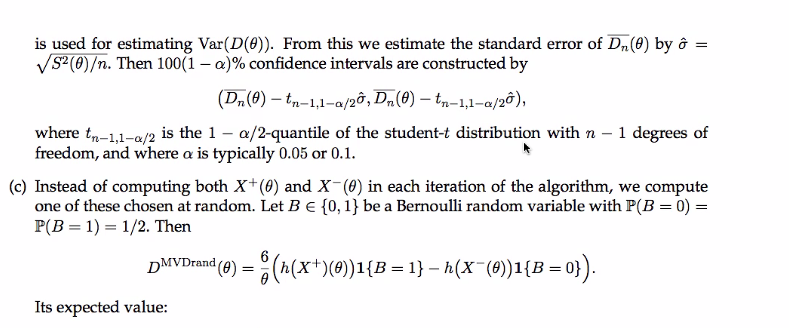 is used for estimating Var(D(θ)). From this we estimate the standard error of D̅ₙ(θ) by σ̂ =
√S²(θ)/n. Then 100(1 − α)% confidence intervals are constructed by
(D̅ₙ(θ) − tₙ₋₁,₁₋α/₂σ̂, D̅ₙ(θ) − tₙ₋₁,₁₋α/₂σ̂),
where tₙ₋₁,₁₋α/₂ is the 1 − α/2-quantile of the student-t distribution with n − 1 degrees of
freedom, and where α is typically 0.05 or 0.1.
(c) Instead of computing both X⁺(θ) and X⁻(θ) in each iteration of the algorithm, we compute
one of these chosen at random. Let B ∈ {0, 1} be a Bernoulli random variable with ℙ(B = 0) =
ℙ(B = 1) = 1/2. Then
D^MVDrand(θ) = 6/θ (h(X⁺)(θ))1{B = 1} − h(X⁻(θ))1{B = 0}).
Its expected value: